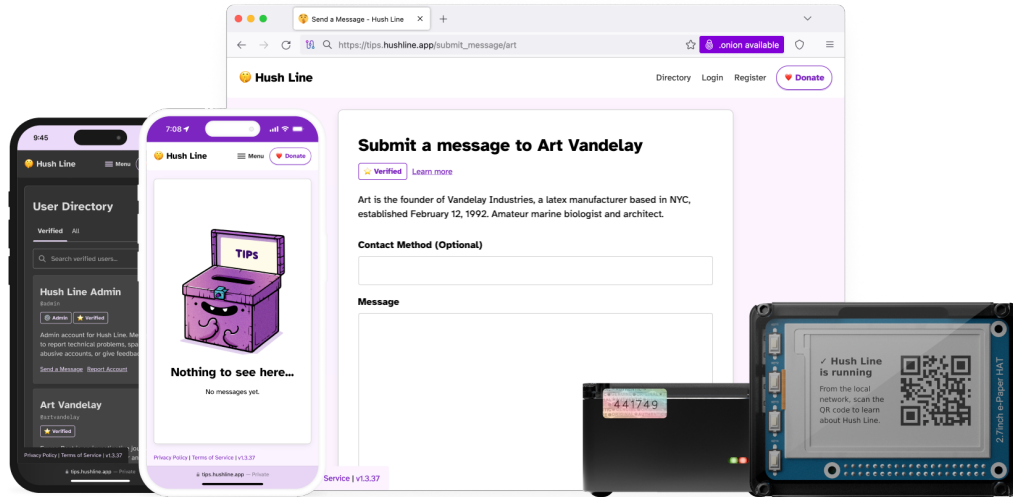 Send a Message - Hush Line
https://tips.hushline.app/submit_message/art
.onion available
Hush Line
Directory Login Register Donate
Submit a message to Art Vandelay
Verified Learn more
Art is the founder of Vandelay Industries, a latex manufacturer based in NYC,
established February 12, 1992. Amateur marine biologist and architect.
Contact Method (Optional)
Message
Service | v1.3.37
9:45
Hush Line Menu
User Directory
Verified All
Search verified users...
Hush Line Admin
@admin
Admin Verified
Admin account for Hush Line. Me
to report technical problems, spa
abusive accounts, or give feedba
Send a Message Report Account
Art Vandelay
@artvandelay
Verified
Privacy Policy | Terms of Service | v1.3.37
tips.hushline.app — Private
7:08
Hush Line Menu Donate
TIPS
Nothing to see here...
No messages yet.
Privacy Policy | Terms of Service | v1.3.37
tips.hushline.app — Private
441749
✓ Hush Line
is running
From the local
network, scan the
QR code to learn
about Hush Line.
2.7inch e-Paper HAT